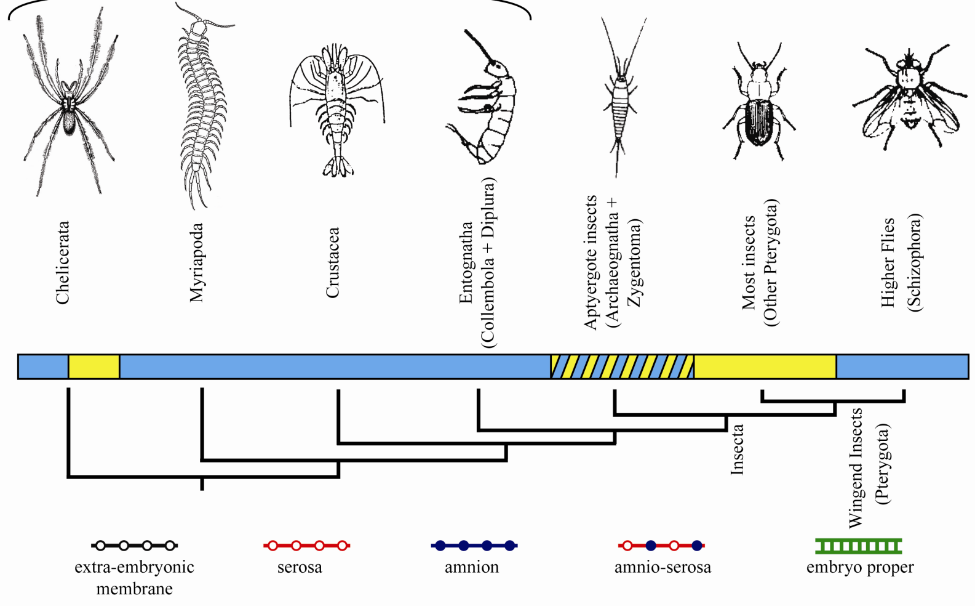 Chelicerata
Myriapoda
Crustacea
Entognatha
(Collembola + Diplura)
Aptyergote insects
(Archaeognatha +
Zygentoma)
Most insects
(Other Pterygota)
Higher Flies
(Schizophora)
Insecta
Wingend Insects
(Pterygota)
extra-embryonic
membrane
serosa
amnion
amnio-serosa
embryo proper